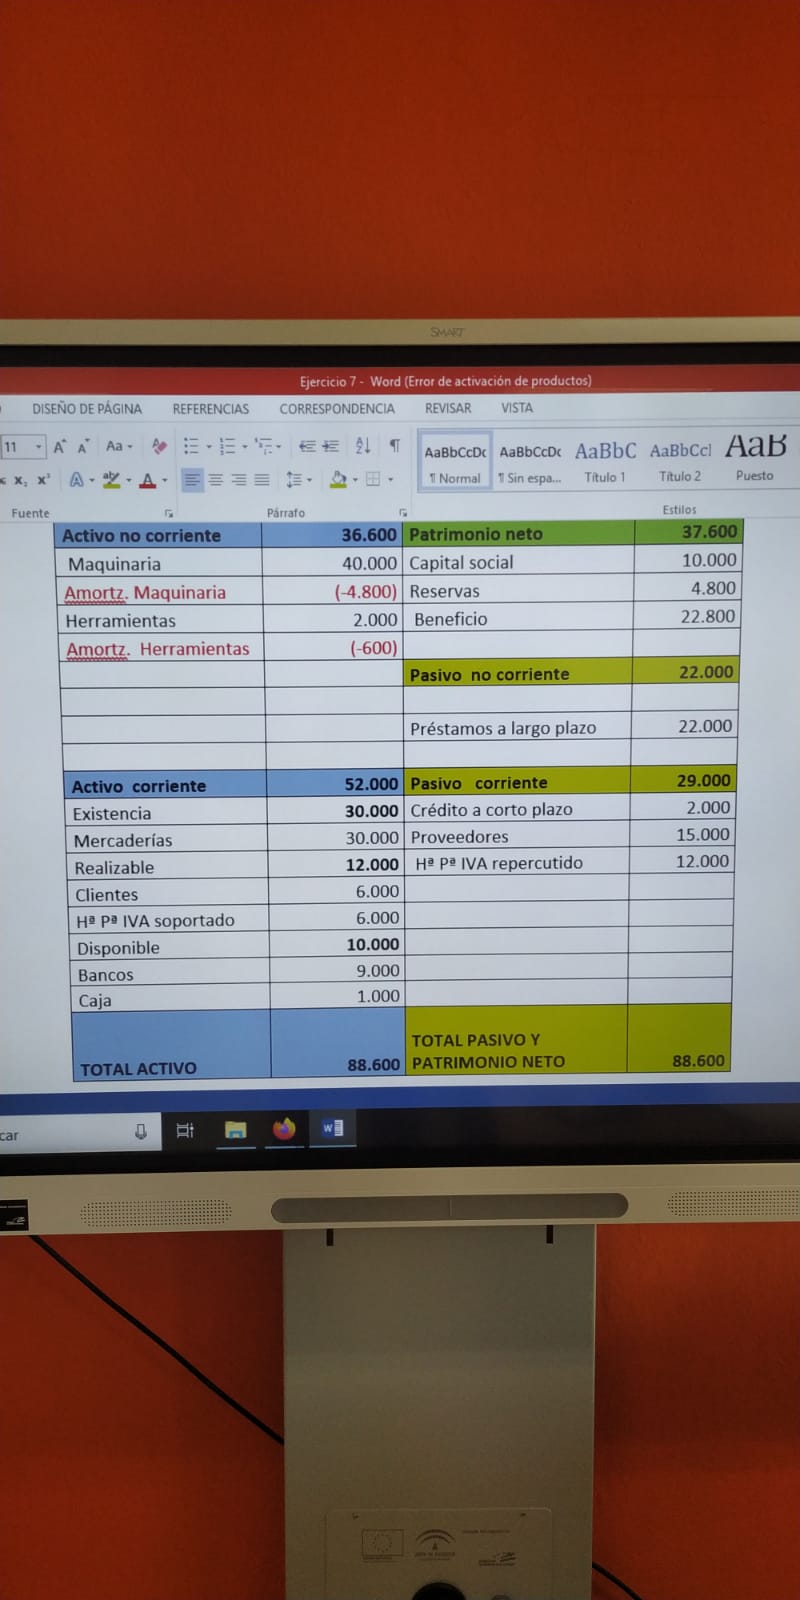 SMART
Ejercicio 7 - Word (Error de activación de productos)
DISEÑO DE PÁGINA REFERENCIAS CORRESPONDENCIA REVISAR VISTA
11 Aa AaBbCcDc AaBbCcDc AaBbC AaBbCcl AaB
¶ Normal ¶ Sin espa... Título 1 Título 2 Puesto
Fuente Párrafo Estilos
Activo no corriente 36.600 Patrimonio neto 37.600
Maquinaria 40.000 Capital social 10.000
Amortz. Maquinaria (-4.800) Reservas 4.800
Herramientas 2.000 Beneficio 22.800
Amortz. Herramientas (-600)
Pasivo no corriente 22.000
Préstamos a largo plazo 22.000
Activo corriente 52.000 Pasivo corriente 29.000
Existencia 30.000 Crédito a corto plazo 2.000
Mercaderías 30.000 Proveedores 15.000
Realizable 12.000 Hª Pª IVA repercutido 12.000
Clientes 6.000
Hª Pª IVA soportado 6.000
Disponible 10.000
Bancos 9.000
Caja 1.000
TOTAL ACTIVO 88.600 TOTAL PASIVO Y
PATRIMONIO NETO 88.600
car